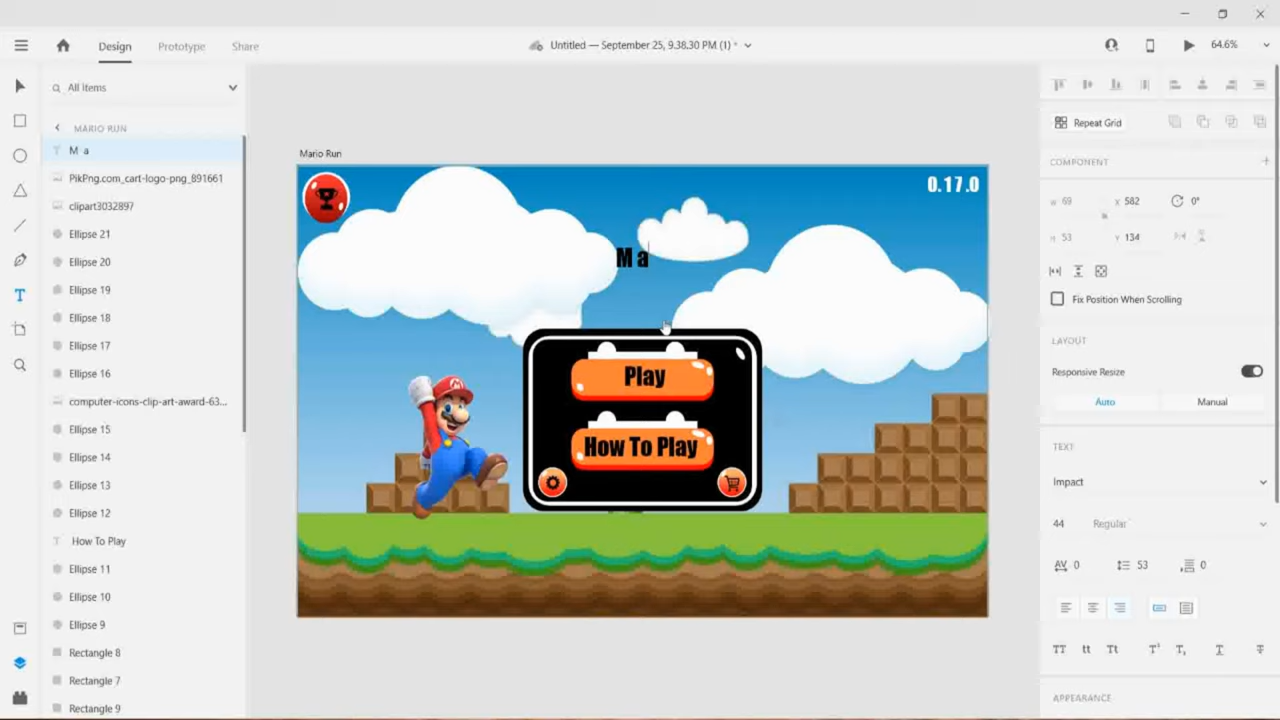 Design Prototype Share
Untitled — September 25, 9.38.30 PM (1) *
64.6%
All Items
MARIO RUN
M a
PikPng.com_cart-logo-png_891661
clipart3032897
Ellipse 21
Ellipse 20
Ellipse 19
Ellipse 18
Ellipse 17
Ellipse 16
computer-icons-clip-art-award-63...
Ellipse 15
Ellipse 14
Ellipse 13
Ellipse 12
How To Play
Ellipse 11
Ellipse 10
Ellipse 9
Rectangle 8
Rectangle 7
Rectangle 9
Mario Run
0.17.0
M a
Play
How To Play
Repeat Grid
COMPONENT
W 69 X 582 0°
H 53 Y 134
Fix Position When Scrolling
LAYOUT
Responsive Resize
Auto Manual
TEXT
Impact
44 Regular
AV 0 53 0
TT tt Tt T¹ T, T T
APPEARANCE